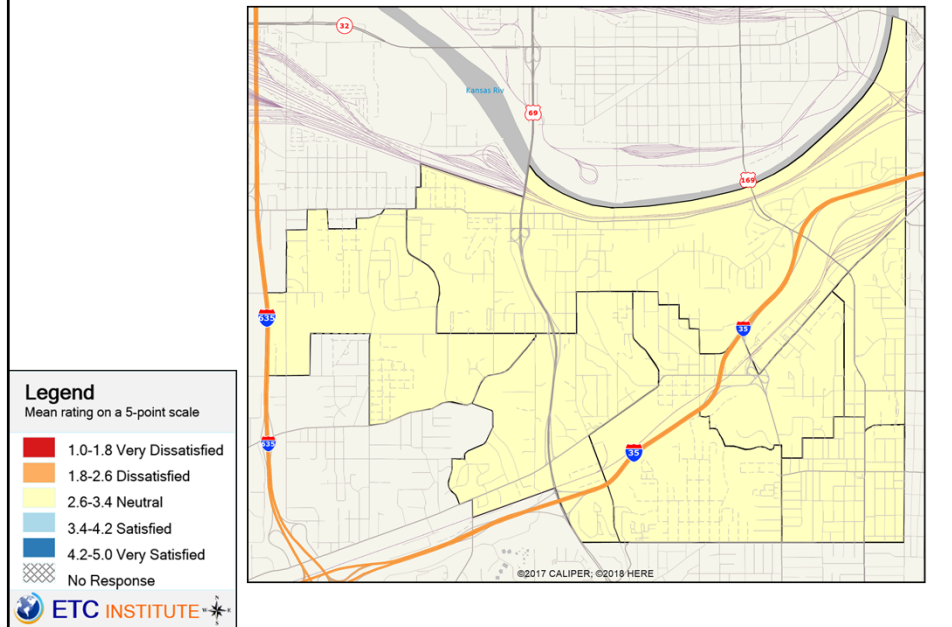 32
Kansas Riv
69
169
635
35
635
35
©2017 CALIPER; ©2018 HERE
Legend
Mean rating on a 5-point scale
1.0-1.8 Very Dissatisfied
1.8-2.6 Dissatisfied
2.6-3.4 Neutral
3.4-4.2 Satisfied
4.2-5.0 Very Satisfied
No Response
ETC INSTITUTE